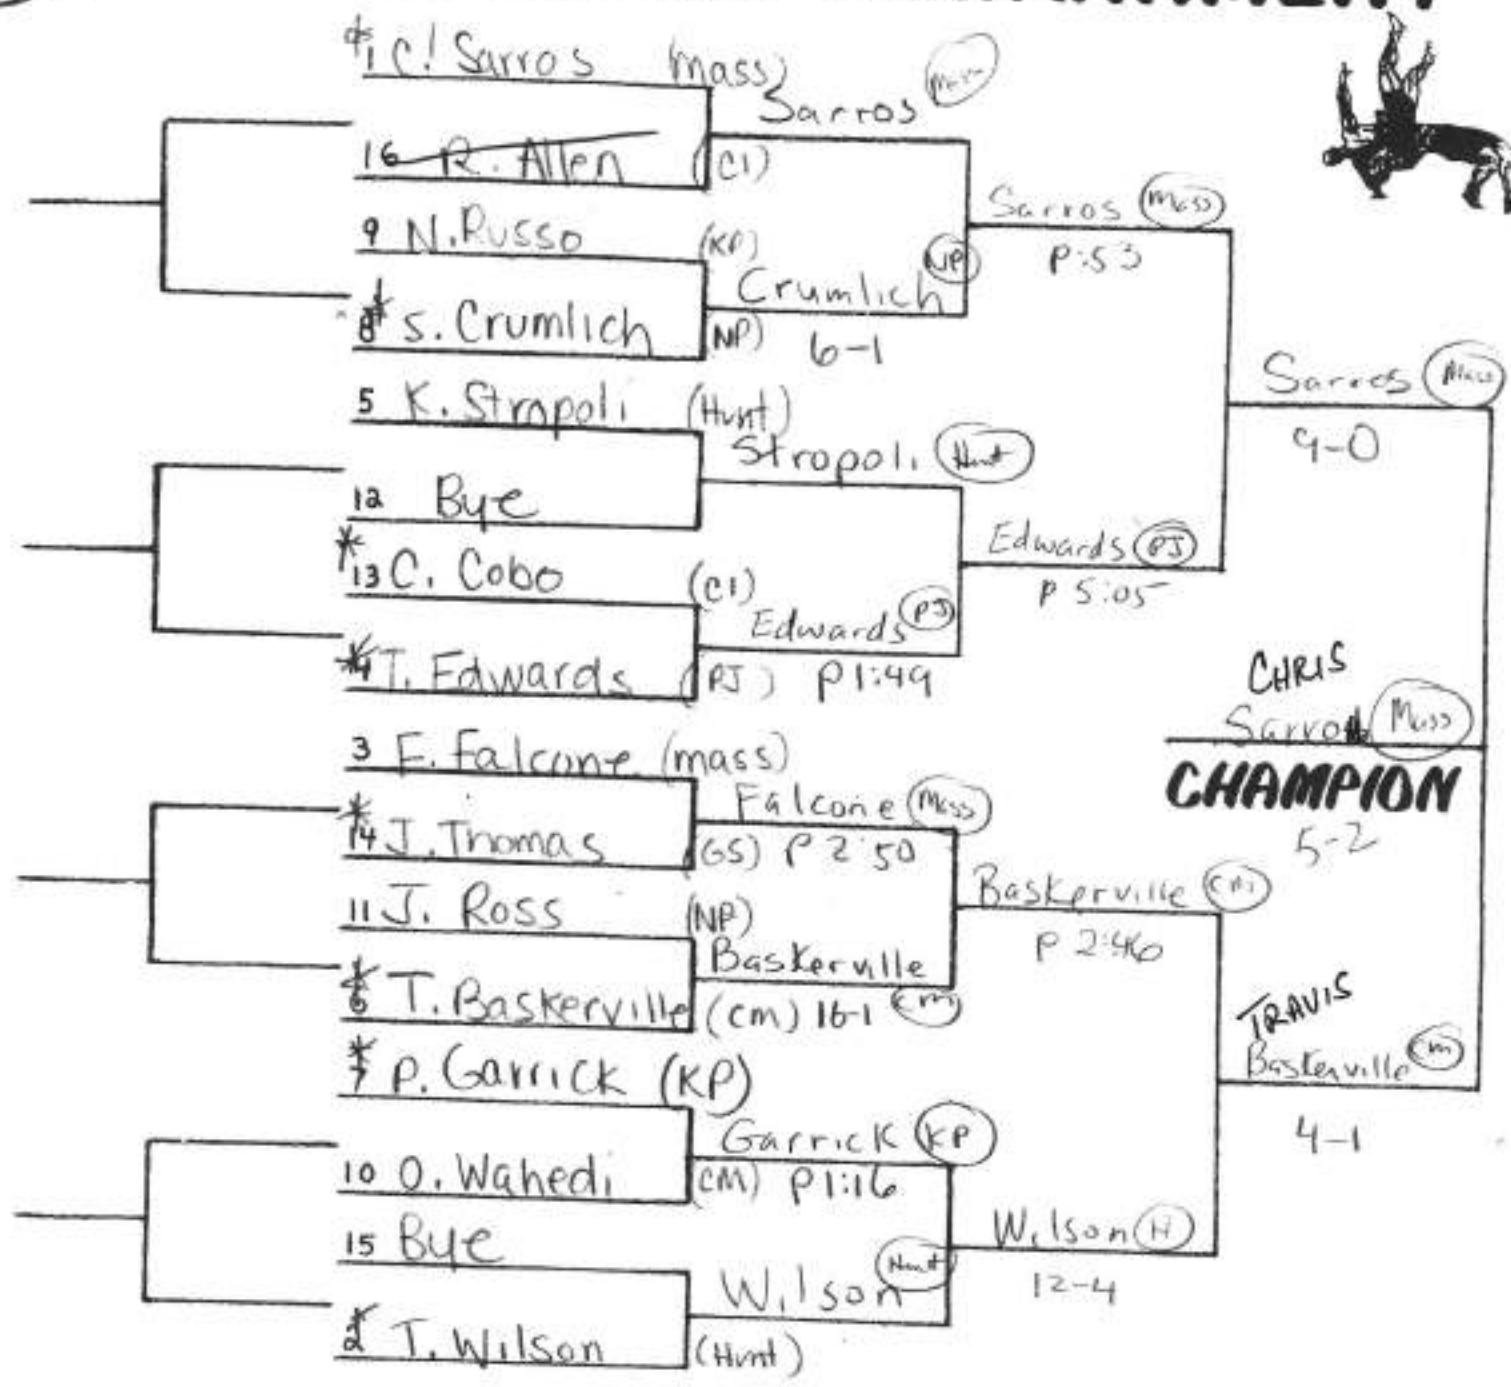 *1 C. Sarros (Mass)
Sarros (Mass)
16 R. Allen (CI)
Sarros (Mass)
P:53
9 N. Russo (KP)
Crumlich (NP)
6-1
*8 S. Crumlich (NP)
Sarros (Mass)
9-0
5 K. Stropoli (Hunt)
Stropoli (Hunt)
12 Bye
Edwards (PJ)
P 5:05
*13 C. Cobo (CI)
Edwards (PJ)
P1:49
*4 T. Edwards (PJ)
CHRIS
Sarros (Mass)
CHAMPION
5-2
3 F. Falcone (mass)
Falcone (Mass)
P 2:50
*14 J. Thomas (GS)
Baskerville (CM)
P 2:46
11 J. Ross (NP)
Baskerville (CM)
16-1
*6 T. Baskerville (CM)
TRAVIS
Baskerville (CM)
4-1
*7 P. Garrick (KP)
Garrick (KP)
P1:16
10 O. Wahedi (CM)
Wilson (H)
12-4
15 Bye
Wilson (Hunt)
*2 T. Wilson (Hunt)